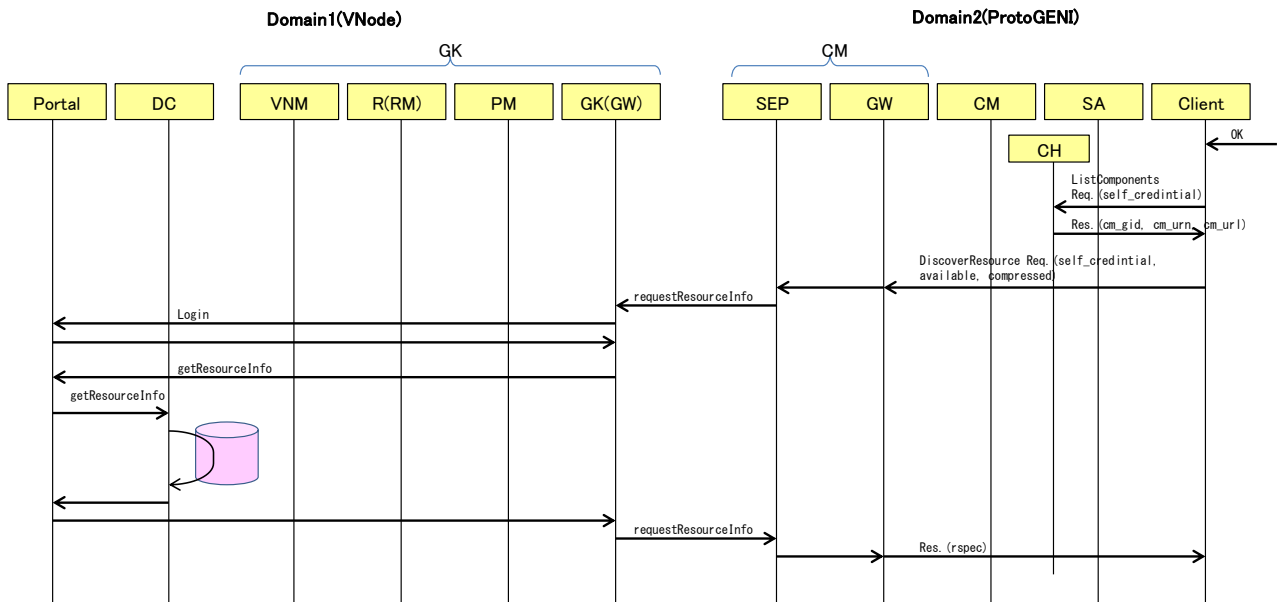 Domain1(VNode)
Domain2(ProtoGENI)
GK
CM
Portal
DC
VNM
R(RM)
PM
GK(GW)
SEP
GW
CM
SA
Client
OK
CH
ListComponents
Req.(self_credintial)
Res.(cm_gid, cm_urn, cm_url)
DiscoverResource Req.(self_credintial,
available, compressed)
requestResourceInfo
Login
getResourceInfo
getResourceInfo
requestResourceInfo
Res.(rspec)